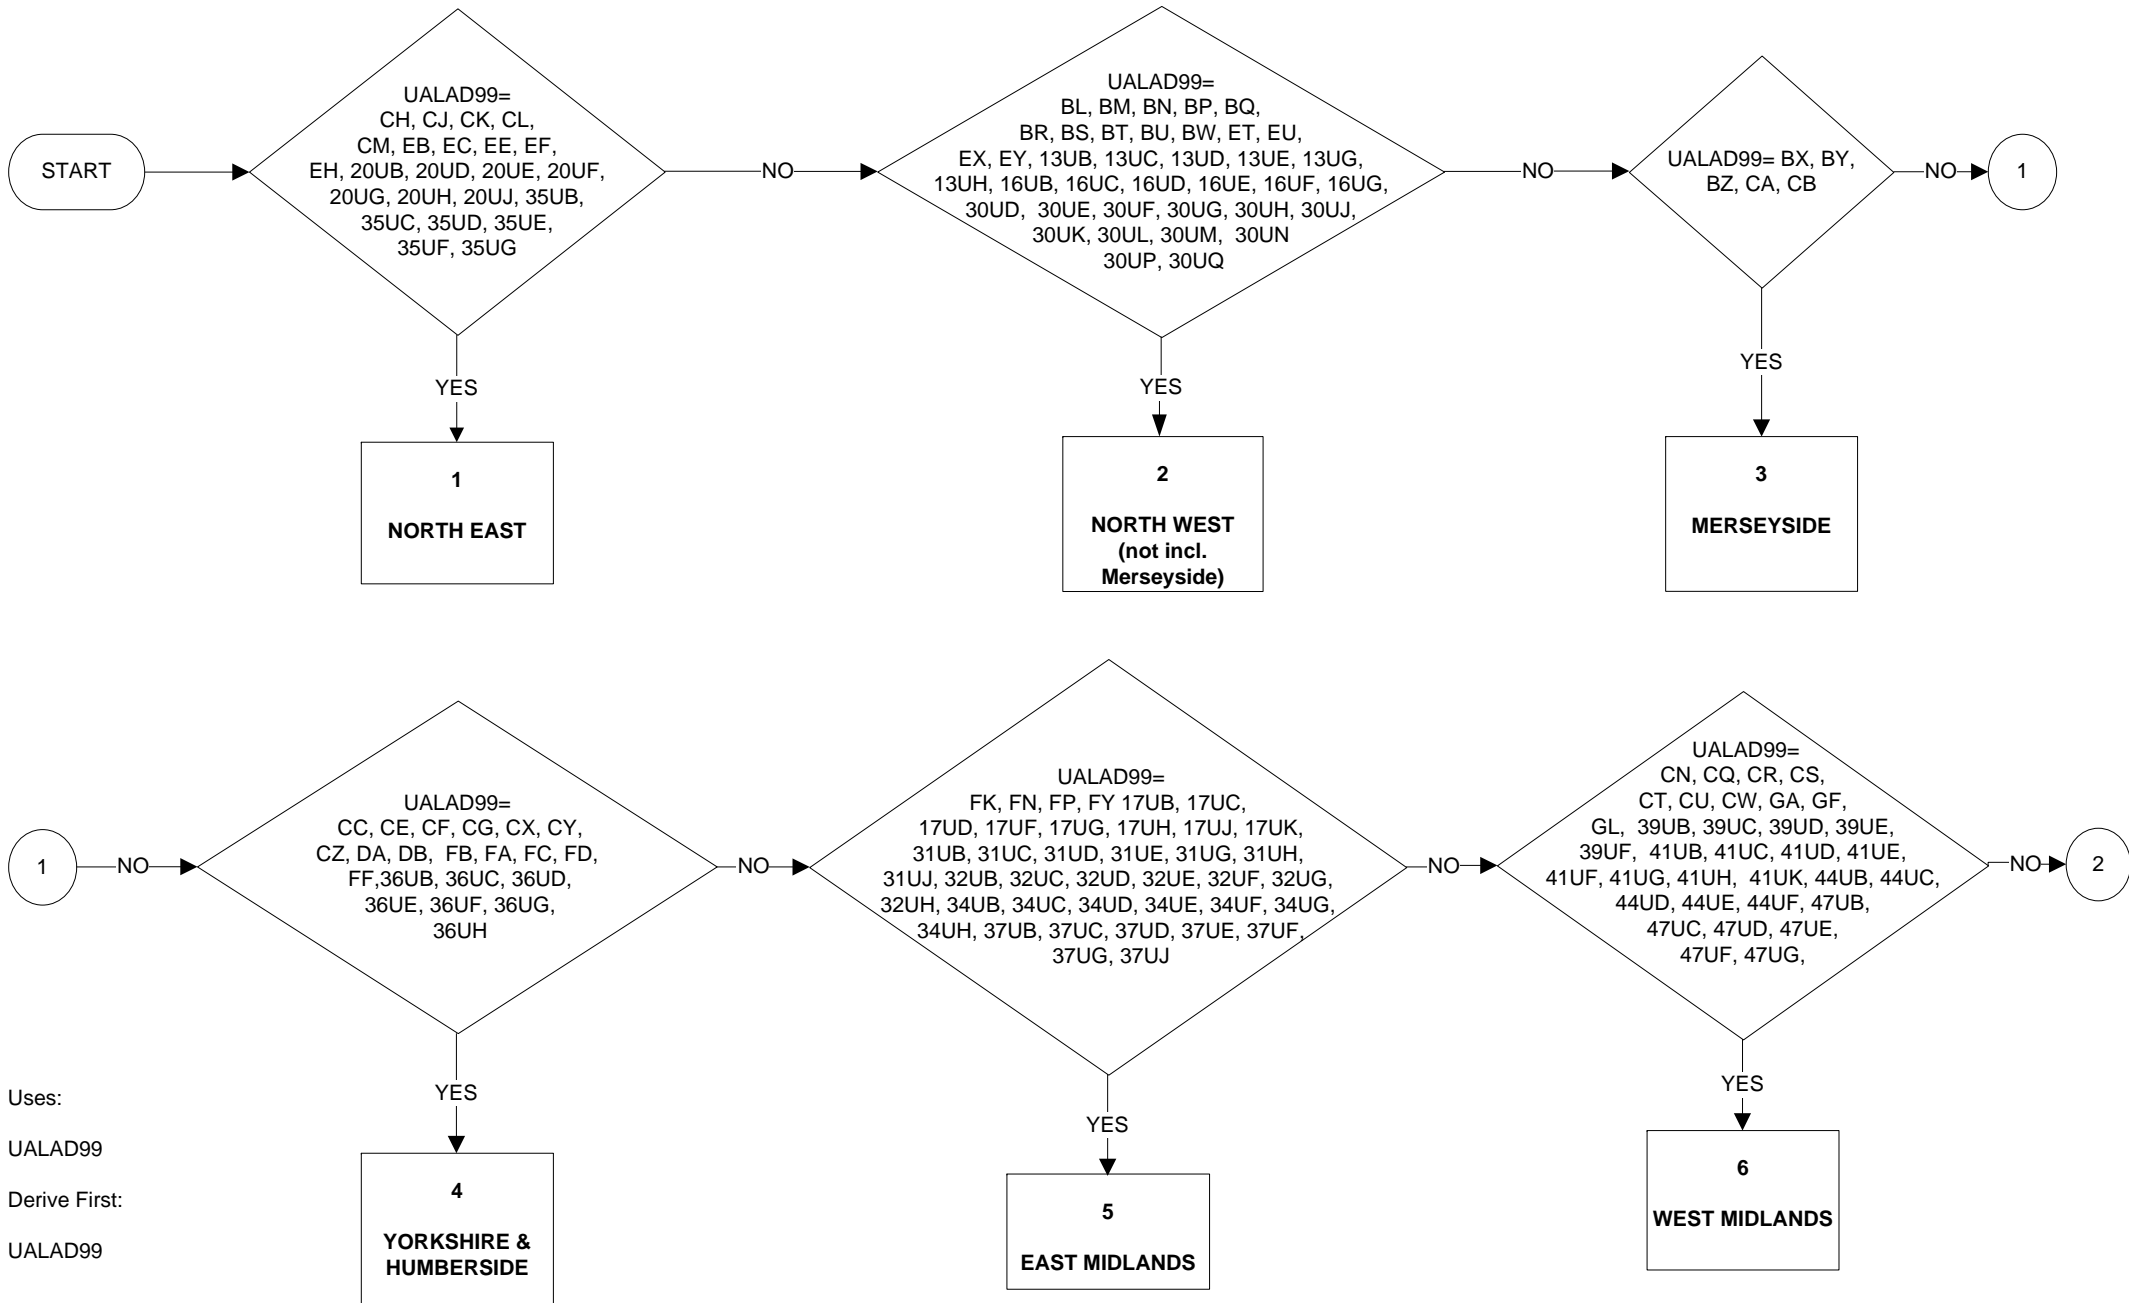 START
UALAD99=
CH, CJ, CK, CL,
CM, EB, EC, EE, EF,
EH, 20UB, 20UD, 20UE, 20UF,
20UG, 20UH, 20UJ, 35UB,
35UC, 35UD, 35UE,
35UF, 35UG
NO
UALAD99=
BL, BM, BN, BP, BQ,
BR, BS, BT, BU, BW, ET, EU,
EX, EY, 13UB, 13UC, 13UD, 13UE, 13UG,
13UH, 16UB, 16UC, 16UD, 16UE, 16UF, 16UG,
30UD, 30UE, 30UF, 30UG, 30UH, 30UJ,
30UK, 30UL, 30UM, 30UN
30UP, 30UQ
NO
UALAD99= BX, BY,
BZ, CA, CB
NO
1
YES
YES
YES
1
NORTH EAST
2
NORTH WEST
(not incl.
Merseyside)
3
MERSEYSIDE
1
NO
UALAD99=
CC, CE, CF, CG, CX, CY,
CZ, DA, DB, FB, FA, FC, FD,
FF,36UB, 36UC, 36UD,
36UE, 36UF, 36UG,
36UH
NO
UALAD99=
FK, FN, FP, FY 17UB, 17UC,
17UD, 17UF, 17UG, 17UH, 17UJ, 17UK,
31UB, 31UC, 31UD, 31UE, 31UG, 31UH,
31UJ, 32UB, 32UC, 32UD, 32UE, 32UF, 32UG,
32UH, 34UB, 34UC, 34UD, 34UE, 34UF, 34UG,
34UH, 37UB, 37UC, 37UD, 37UE, 37UF,
37UG, 37UJ
NO
UALAD99=
CN, CQ, CR, CS,
CT, CU, CW, GA, GF,
GL, 39UB, 39UC, 39UD, 39UE,
39UF, 41UB, 41UC, 41UD, 41UE,
41UF, 41UG, 41UH, 41UK, 44UB, 44UC,
44UD, 44UE, 44UF, 47UB,
47UC, 47UD, 47UE,
47UF, 47UG,
NO
2
YES
YES
YES
4
YORKSHIRE &
HUMBERSIDE
5
EAST MIDLANDS
6
WEST MIDLANDS
Uses:
UALAD99
Derive First:
UALAD99